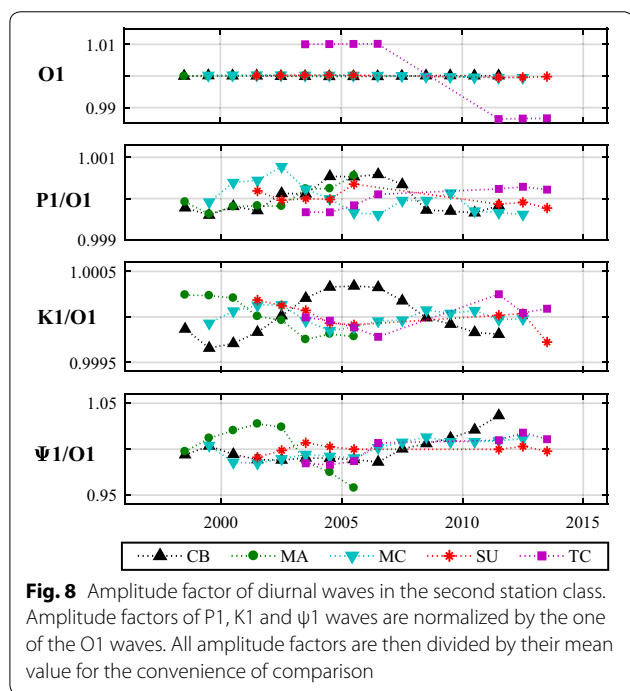 O1
1.01
0.99
P1/O1
1.001
0.999
K1/O1
1.0005
0.9995
Ψ1/O1
1.05
0.95
2000 2005 2010 2015
CB MA MC SU TC
Fig. 8 Amplitude factor of diurnal waves in the second station class.
Amplitude factors of P1, K1 and ψ1 waves are normalized by the one
of the O1 waves. All amplitude factors are then divided by their mean
value for the convenience of comparison